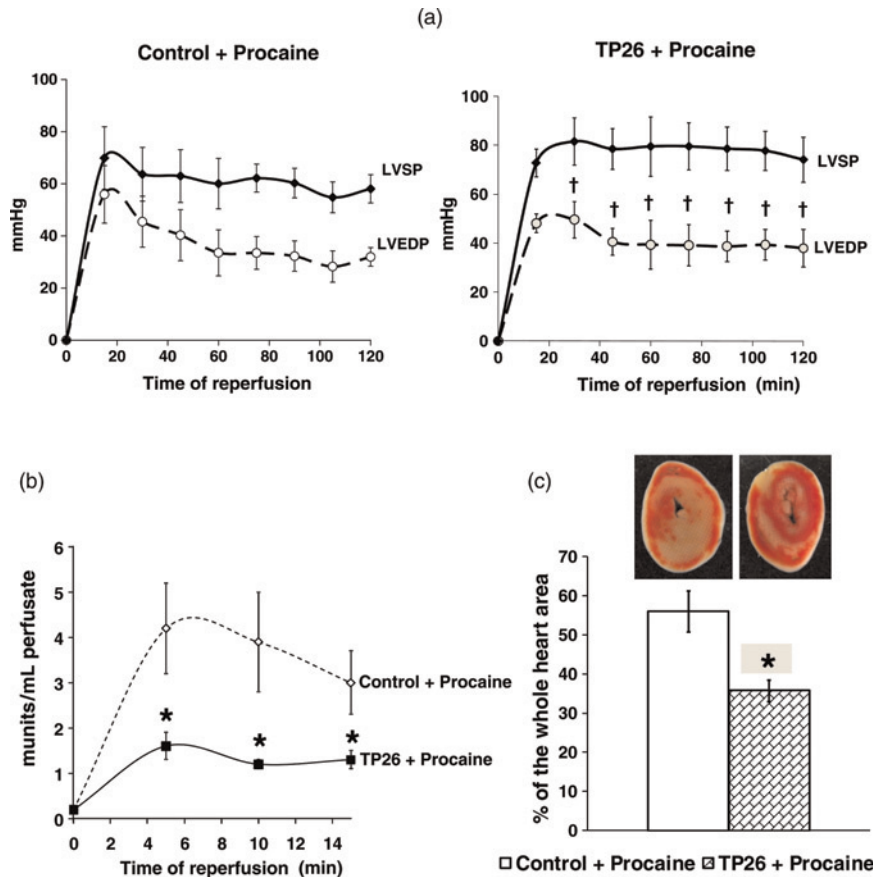 (a)
Control + Procaine
TP26 + Procaine
100
80
60
40
20
0
mmHg
LVSP
LVEDP
0 20 40 60 80 100 120
Time of reperfusion
100
80
60
40
20
0
mmHg
† † † † † † †
LVSP
LVEDP
0 20 40 60 80 100 120
Time of reperfusion (min)
(b)
6
5
4
3
2
1
0
munits/mL perfusate
Control + Procaine
* * *
TP26 + Procaine
0 2 4 6 8 10 12 14
Time of reperfusion (min)
(c)
70
60
50
40
30
20
10
0
% of the whole heart area
*
Control + Procaine TP26 + Procaine